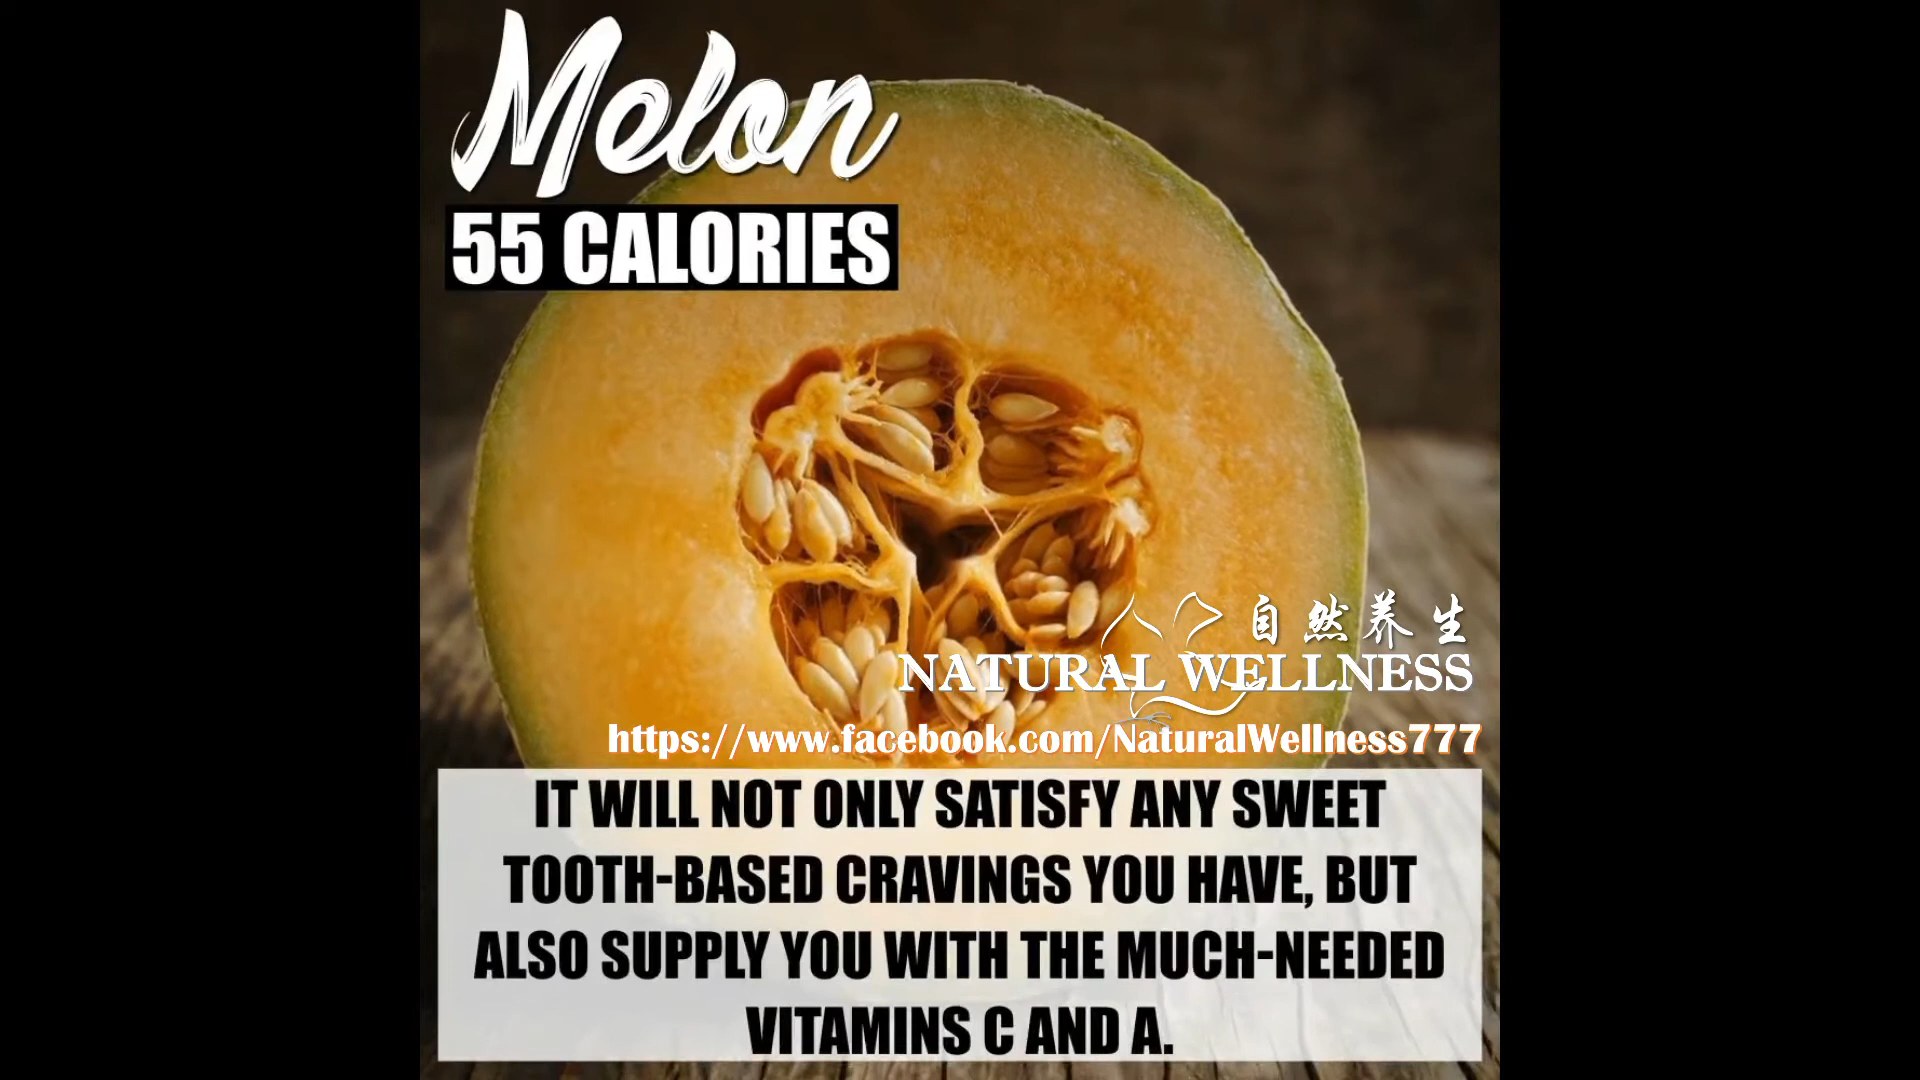 Melon
55 CALORIES
自然养生
NATURAL WELLNESS
https://www.facebook.com/NaturalWellness777
IT WILL NOT ONLY SATISFY ANY SWEET
TOOTH-BASED CRAVINGS YOU HAVE, BUT
ALSO SUPPLY YOU WITH THE MUCH-NEEDED
VITAMINS C AND A.